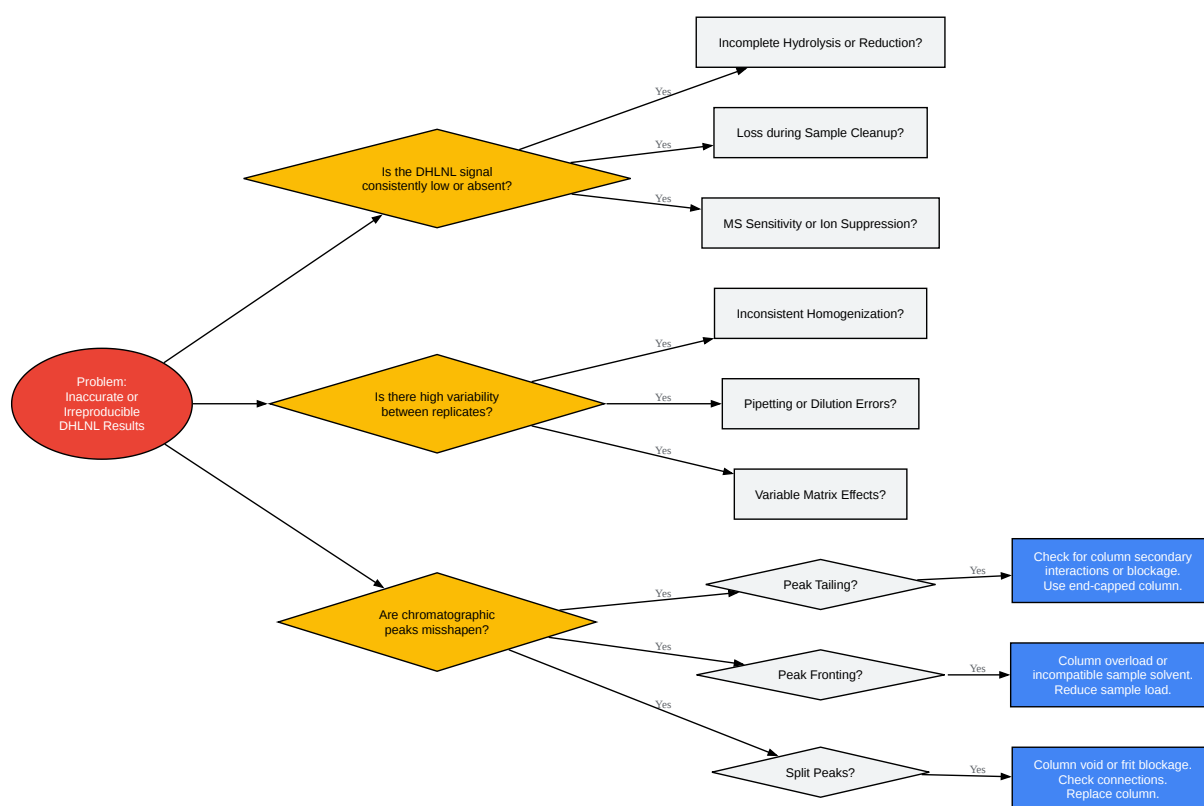 Problem:
Inaccurate or
Irreproducible
DHLNL Results
Is the DHLNL signal
consistently low or absent?
Yes
Incomplete Hydrolysis or Reduction?
Yes
Loss during Sample Cleanup?
Yes
MS Sensitivity or Ion Suppression?
Is there high variability
between replicates?
Yes
Inconsistent Homogenization?
Yes
Pipetting or Dilution Errors?
Yes
Variable Matrix Effects?
Are chromatographic
peaks misshapen?
Yes
Peak Tailing?
Yes
Check for column secondary
interactions or blockage.
Use end-capped column.
Yes
Peak Fronting?
Yes
Column overload or
incompatible sample solvent.
Reduce sample load.
Yes
Split Peaks?
Yes
Column void or frit blockage.
Check connections.
Replace column.